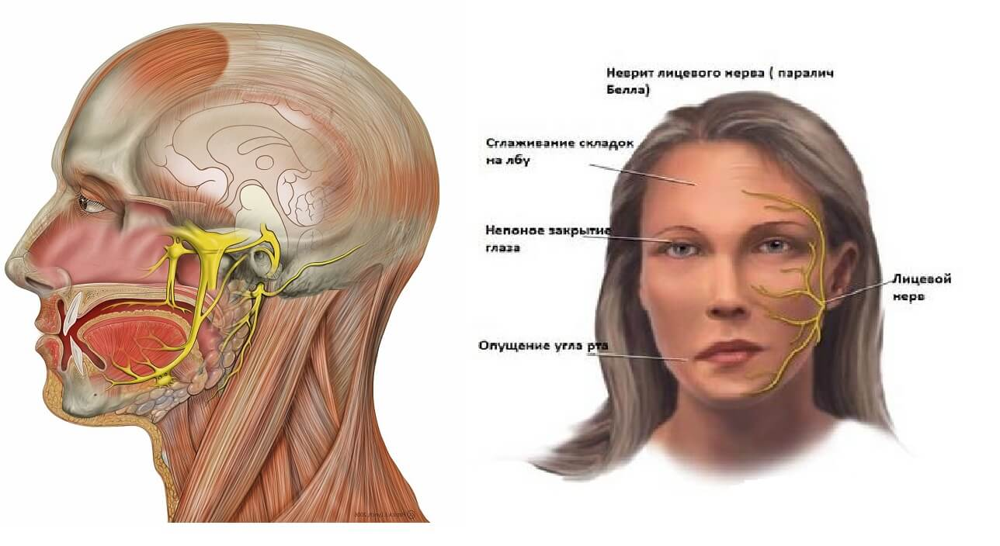 Неврит лицевого нерва ( паралич
Белла)
Сглаживание складок
на лбу
Непоное закрытие
глаза
Лицевой
нерв
Опущение угла рта